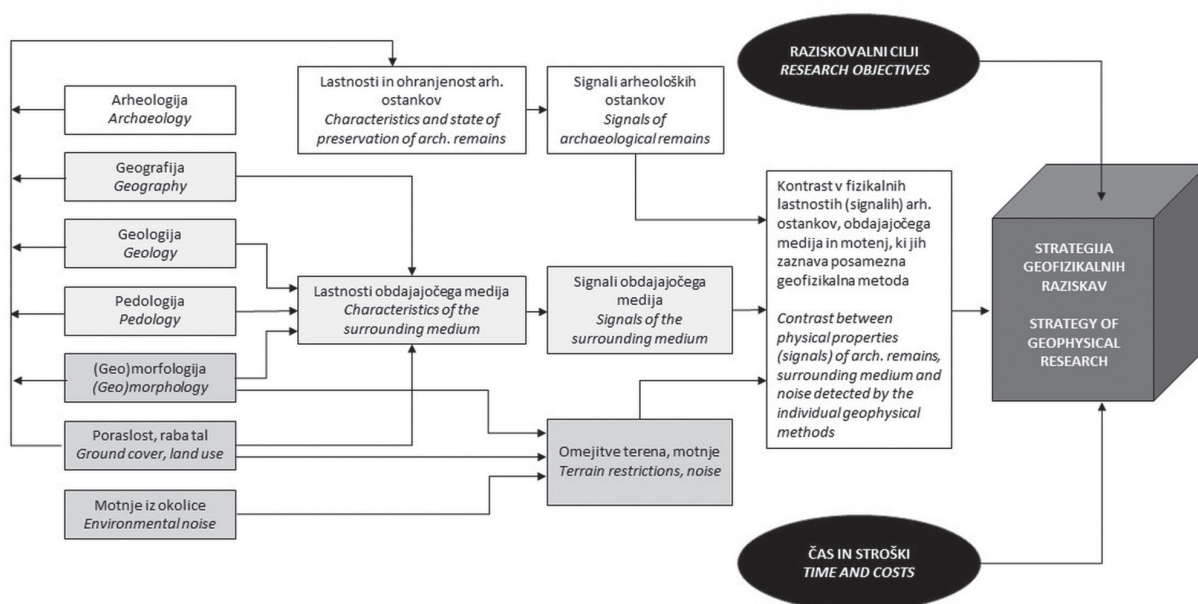 RAZISKOVALNI CILJI
RESEARCH OBJECTIVES
Lastnosti in ohranjenost arh.
ostankov
Characteristics and state of
preservation of arch. remains
Signali arheoloških
ostankov
Signals of
archaeological remains
Arheologija
Archaeology
Geografija
Geography
Geologija
Geology
Pedologija
Pedology
(Geo)morfologija
(Geo)morphology
Poraslost, raba tal
Ground cover, land use
Motnje iz okolice
Environmental noise
Lastnosti obdajajočega medija
Characteristics of the
surrounding medium
Signali obdajajočega
medija
Signals of the
surrounding medium
Omejitve terena, motnje
Terrain restrictions, noise
Kontrast v fizikalnih
lastnostih (signalih) arh.
ostankov, obdajajočega
medija in motenj, ki jih
zaznava posamezna
geofizikalna metoda
Contrast between
physical properties
(signals) of arch. remains,
surrounding medium and
noise detected by the
individual geophysical
methods
STRATEGIJA
GEOFIZIKALNIH
RAZISKAV
STRATEGY OF
GEOPHYSICAL
RESEARCH
ČAS IN STROŠKI
TIME AND COSTS